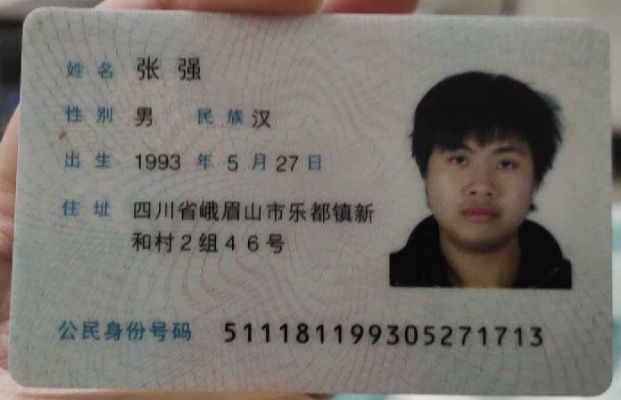 姓名 张强
性别 男 民族 汉
出生 1993 年 5 月 27 日
住址 四川省峨眉山市乐都镇新
和村2组46号
公民身份号码 511181199305271713